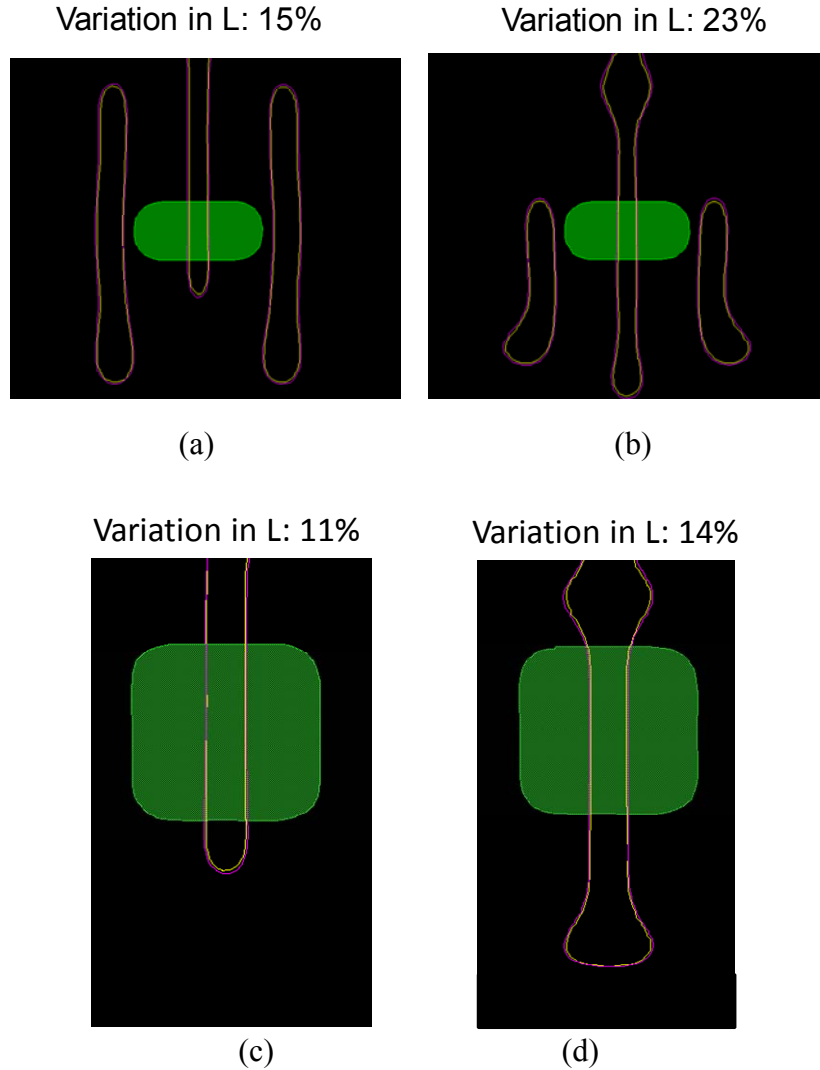 Variation in L: 15%
Variation in L: 23%
(a)
(b)
Variation in L: 11%
Variation in L: 14%
(c)
(d)